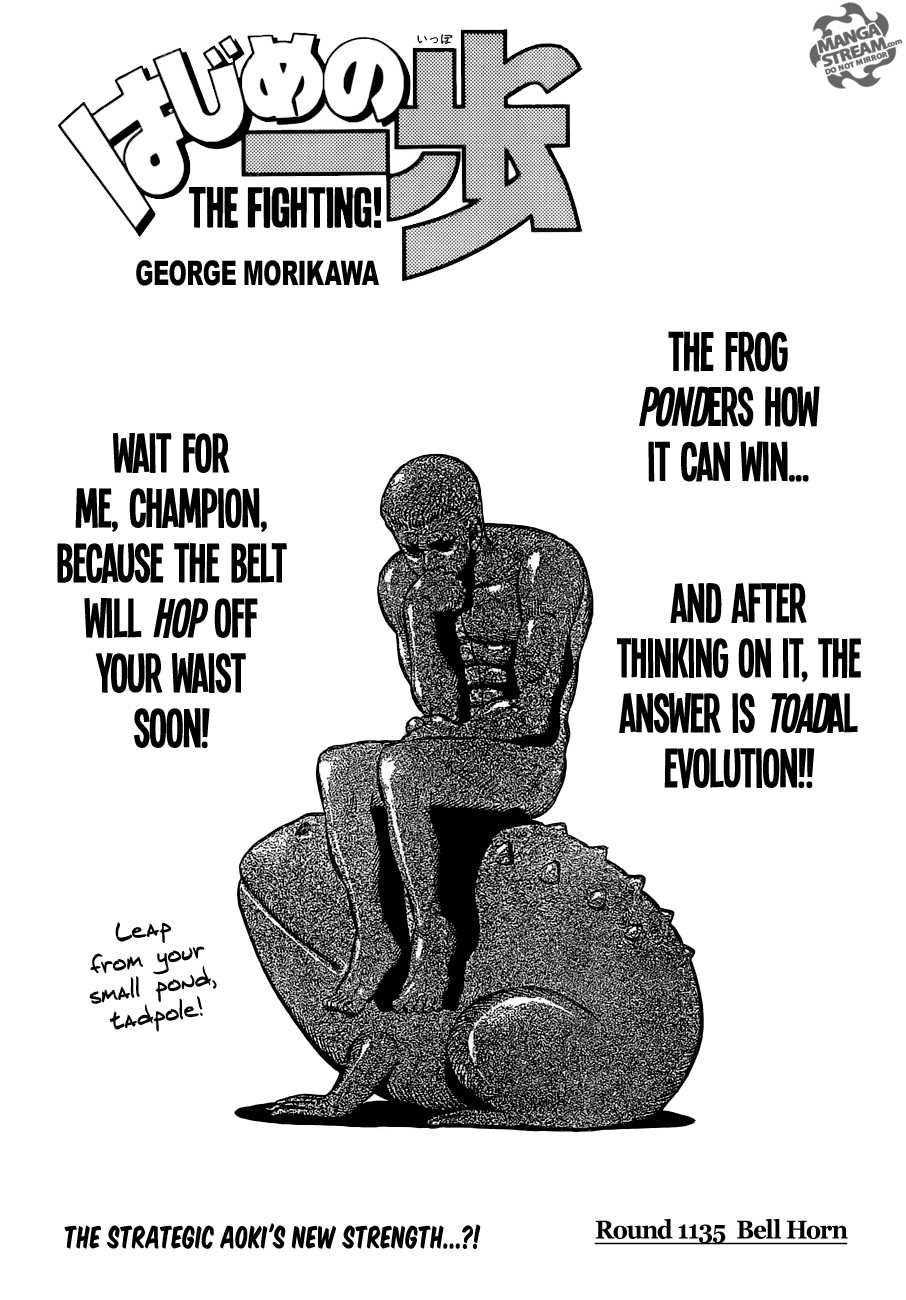 いっぽ
はじめの一歩
THE FIGHTING!
GEORGE MORIKAWA
MANGA
STREAM.com
DO NOT MIRROR
THE FROG
PONDERS HOW
IT CAN WIN...
AND AFTER
THINKING ON IT, THE
ANSWER IS TOADAL
EVOLUTION!!
WAIT FOR
ME, CHAMPION,
BECAUSE THE BELT
WILL HOP OFF
YOUR WAIST
SOON!
LEAP
from your
small pond,
tadpole!
THE STRATEGIC AOKI'S NEW STRENGTH...?!
Round 1135 Bell Horn